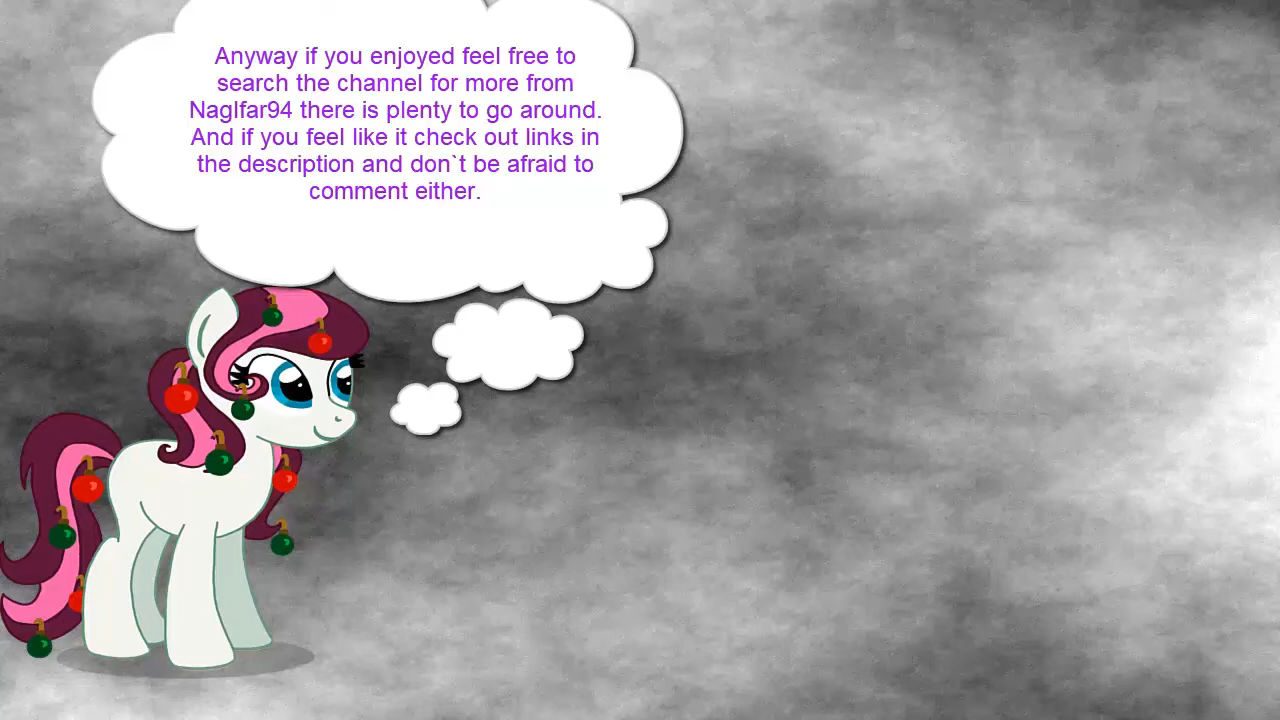 Anyway if you enjoyed feel free to
search the channel for more from
Naglfar94 there is plenty to go around.
And if you feel like it check out links in
the description and don`t be afraid to
comment either.